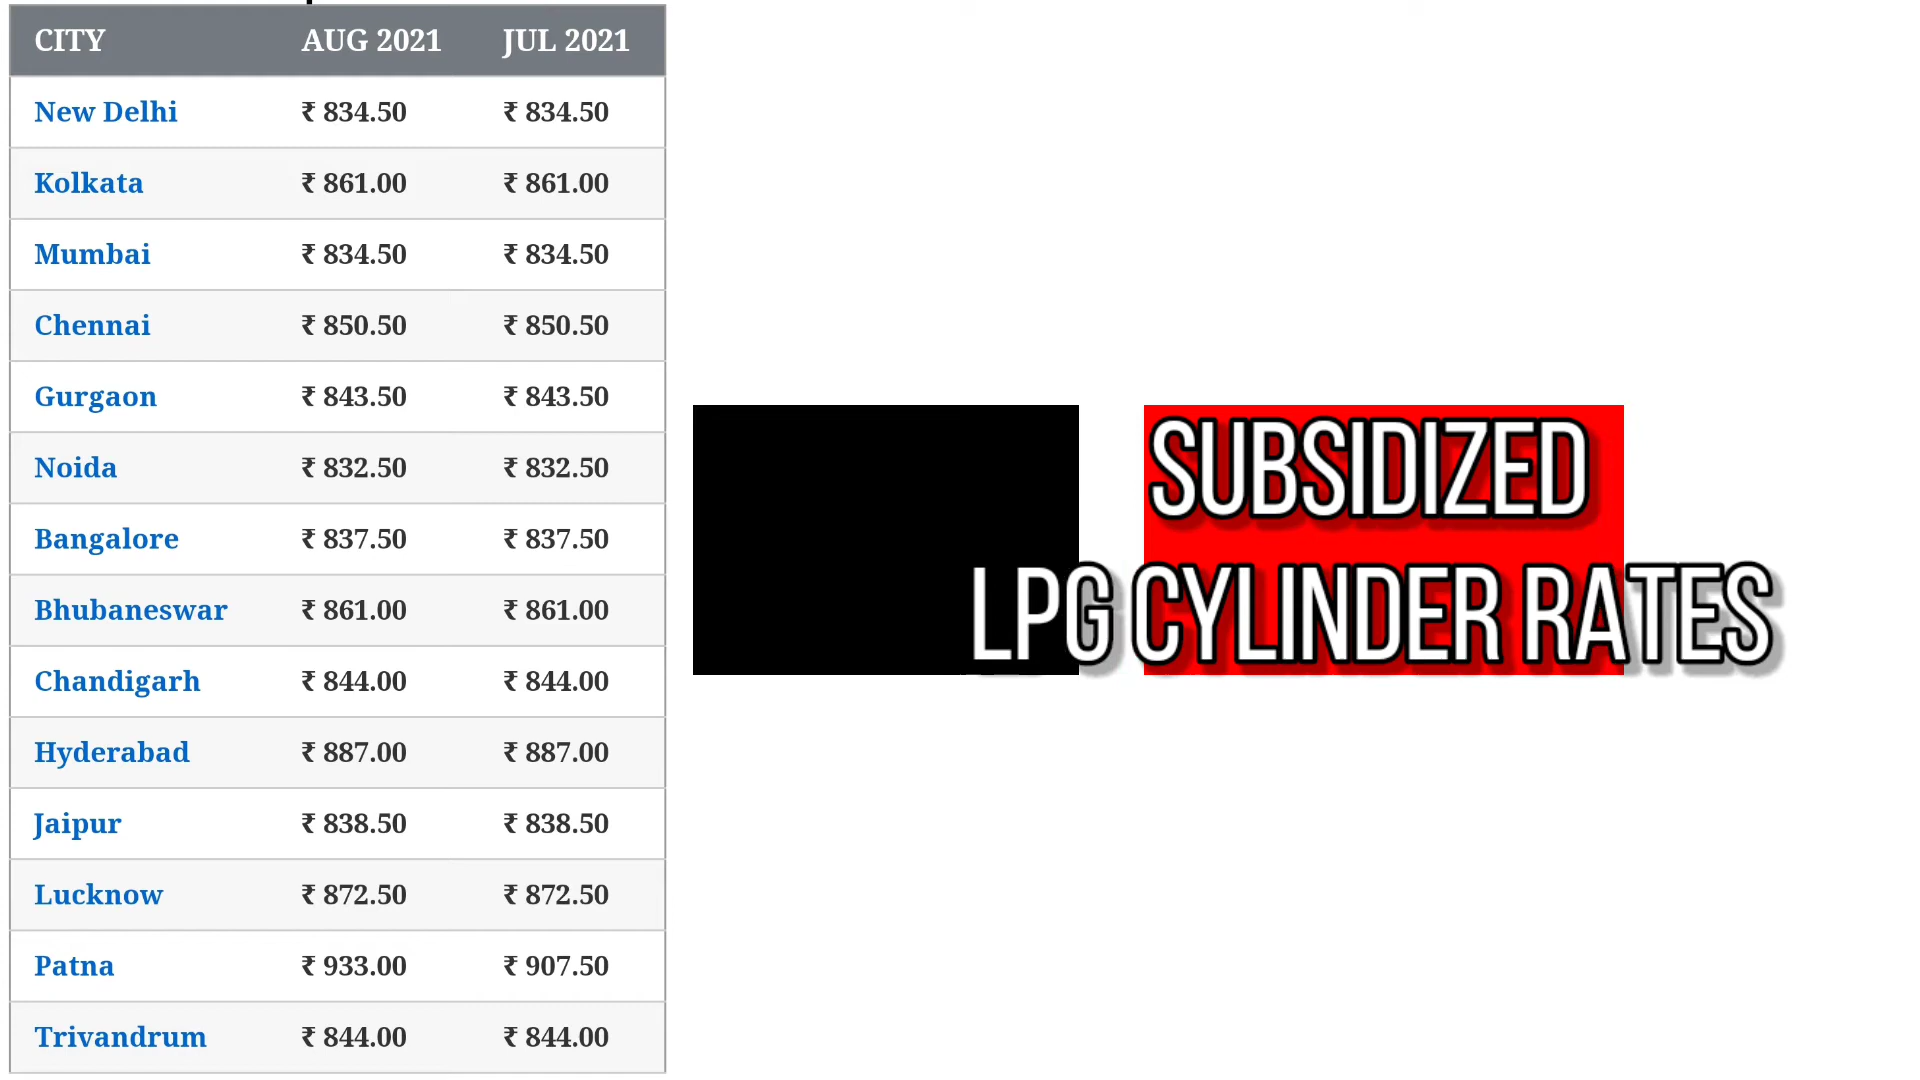 CITY AUG 2021 JUL 2021
New Delhi ₹ 834.50 ₹ 834.50
Kolkata ₹ 861.00 ₹ 861.00
Mumbai ₹ 834.50 ₹ 834.50
Chennai ₹ 850.50 ₹ 850.50
Gurgaon ₹ 843.50 ₹ 843.50
Noida ₹ 832.50 ₹ 832.50
Bangalore ₹ 837.50 ₹ 837.50
Bhubaneswar ₹ 861.00 ₹ 861.00
Chandigarh ₹ 844.00 ₹ 844.00
Hyderabad ₹ 887.00 ₹ 887.00
Jaipur ₹ 838.50 ₹ 838.50
Lucknow ₹ 872.50 ₹ 872.50
Patna ₹ 933.00 ₹ 907.50
Trivandrum ₹ 844.00 ₹ 844.00
SUBSIDIZED
LPG CYLINDER RATES